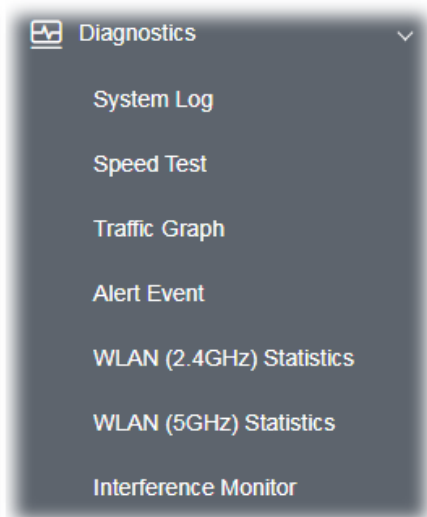 Diagnostics
System Log
Speed Test
Traffic Graph
Alert Event
WLAN (2.4GHz) Statistics
WLAN (5GHz) Statistics
Interference Monitor